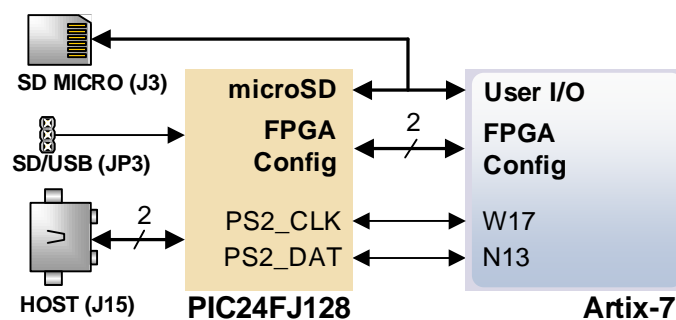 SD MICRO (J3)
microSD
User I/O
SD/USB (JP3)
FPGA
Config
2
FPGA
Config
HOST (J15)
2
PS2_CLK
W17
PS2_DAT
N13
PIC24FJ128
Artix-7